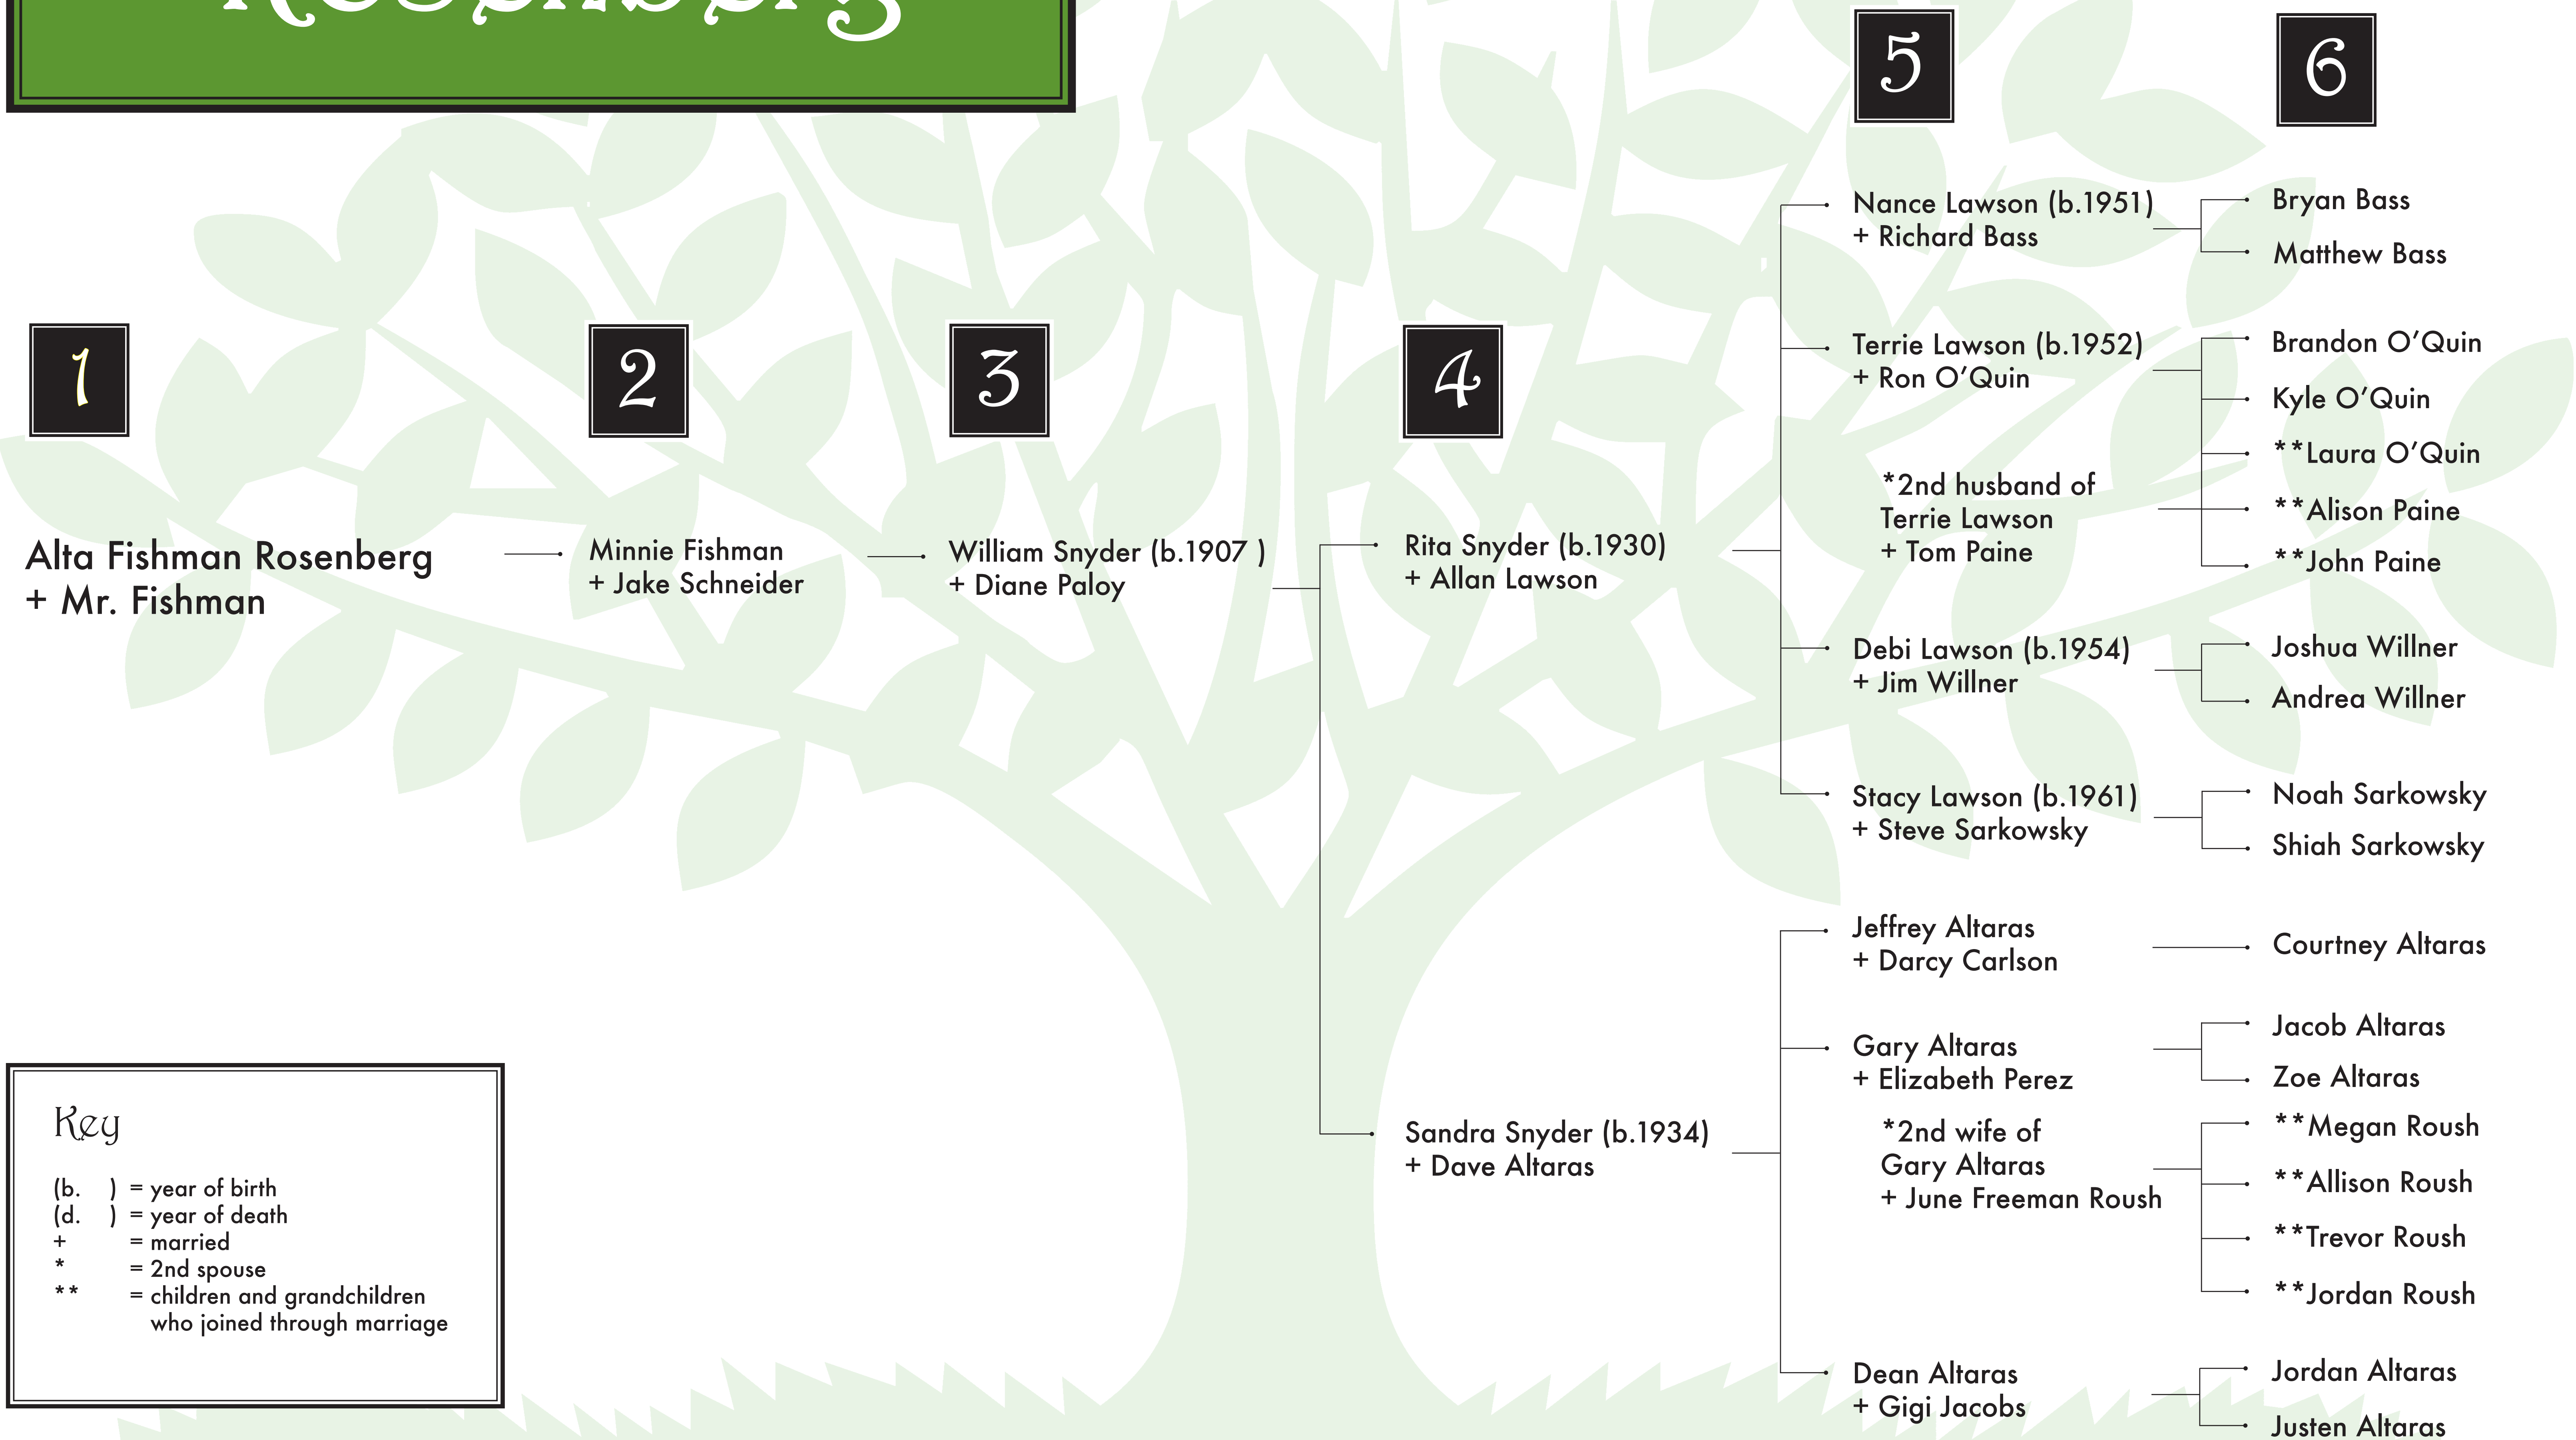 Rosenberg
5
6
Nance Lawson (b.1951)
+ Richard Bass
Bryan Bass
Matthew Bass
1
2
3
4
Terrie Lawson (b.1952)
+ Ron O’Quin
*2nd husband of
Terrie Lawson
+ Tom Paine
Brandon O’Quin
Kyle O’Quin
**Laura O’Quin
**Alison Paine
**John Paine
Alta Fishman Rosenberg
+ Mr. Fishman
Minnie Fishman
+ Jake Schneider
William Snyder (b.1907 )
+ Diane Paloy
Rita Snyder (b.1930)
+ Allan Lawson
Debi Lawson (b.1954)
+ Jim Willner
Joshua Willner
Andrea Willner
Stacy Lawson (b.1961)
+ Steve Sarkowsky
Noah Sarkowsky
Shiah Sarkowsky
Jeffrey Altaras
+ Darcy Carlson
Courtney Altaras
Gary Altaras
+ Elizabeth Perez
Jacob Altaras
Zoe Altaras
Sandra Snyder (b.1934)
+ Dave Altaras
*2nd wife of
Gary Altaras
+ June Freeman Roush
**Megan Roush
**Allison Roush
**Trevor Roush
**Jordan Roush
Dean Altaras
+ Gigi Jacobs
Jordan Altaras
Justen Altaras
Key
(b. ) = year of birth
(d. ) = year of death
+ = married
* = 2nd spouse
** = children and grandchildren
who joined through marriage